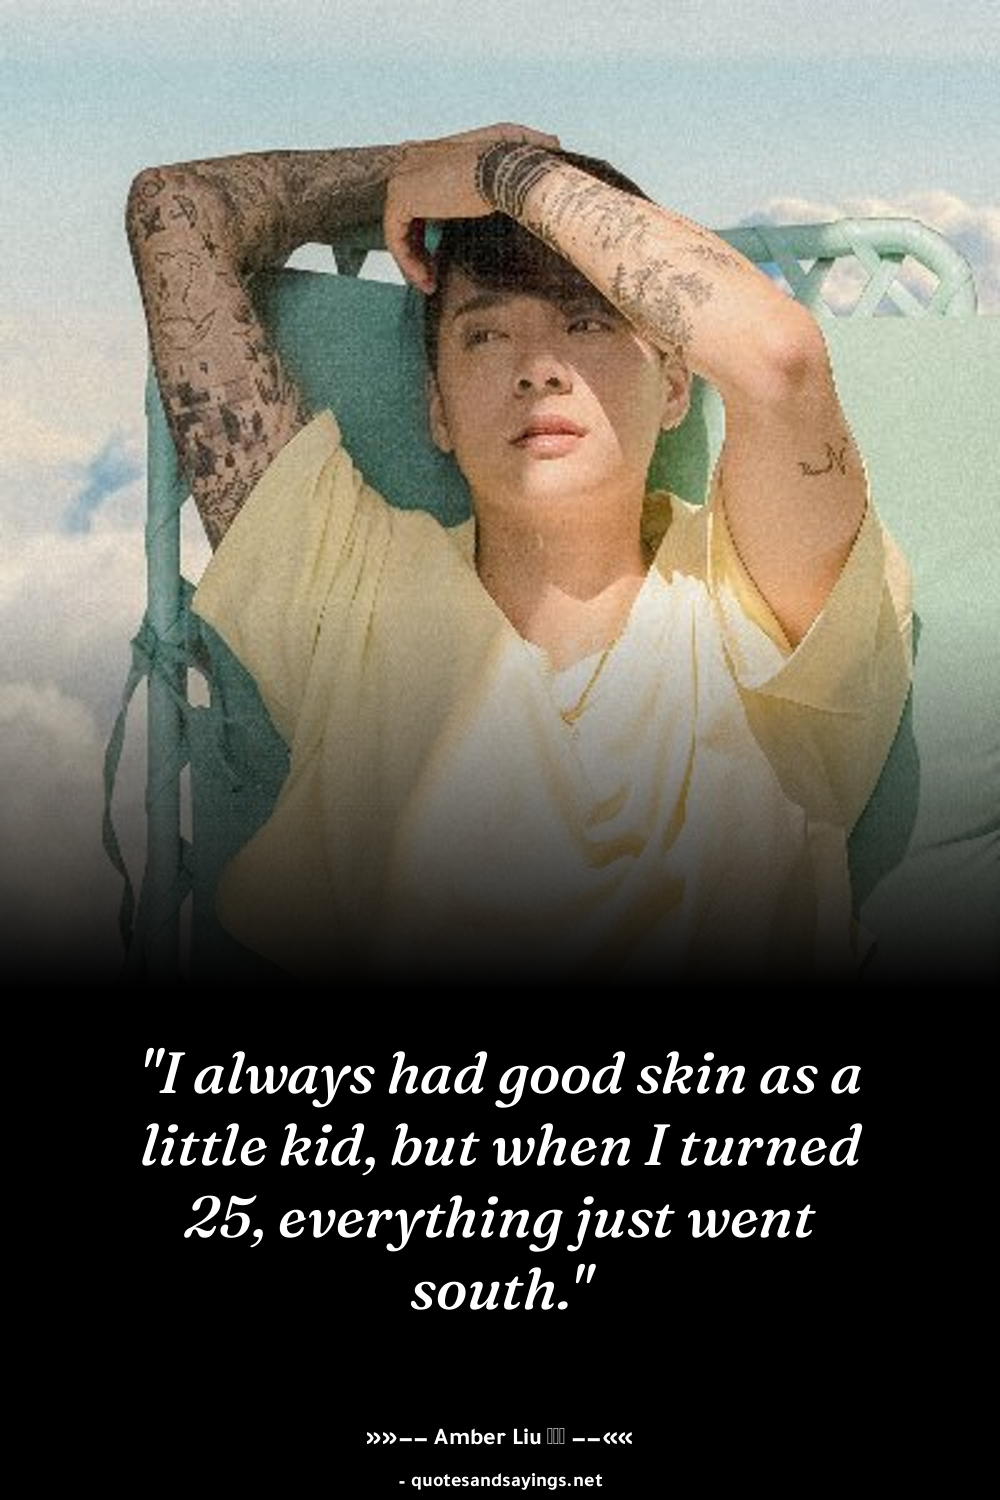 "I always had good skin as a
little kid, but when I turned
25, everything just went
south."
»»–– Amber Liu ––««
- quotesandsayings.net